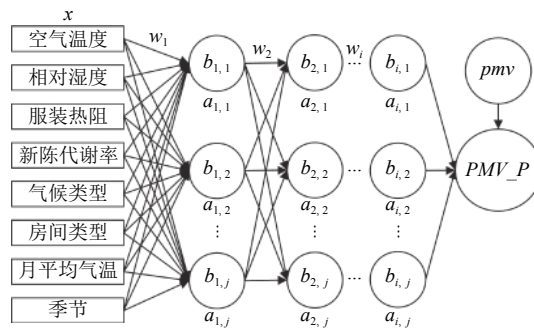 x
空气温度
相对湿度
服装热阻
新陈代谢率
气候类型
房间类型
月平均气温
季节
w₁ w₂ wᵢ
b₁,₁ b₂,₁ ... bᵢ,₁
a₁,₁ a₂,₁ aᵢ,₁
b₁,₂ b₂,₂ ... bᵢ,₂
a₁,₂ a₂,₂ aᵢ,₂
⋮ ⋮ ⋮
b₁,ⱼ b₂,ⱼ ... bᵢ,ⱼ
a₁,ⱼ a₂,ⱼ aᵢ,ⱼ
pmv
PMV_P